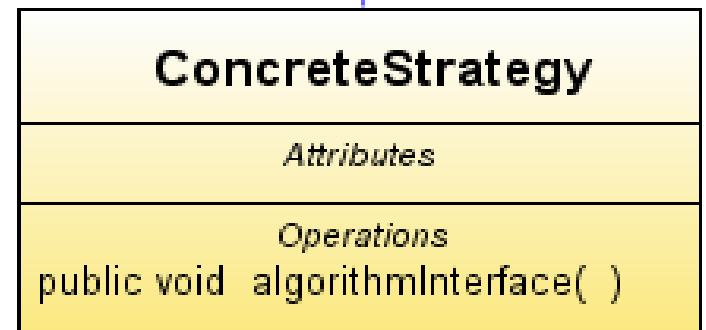 ConcreteStrategy
Attributes
Operations
public void algorithmInterface( )